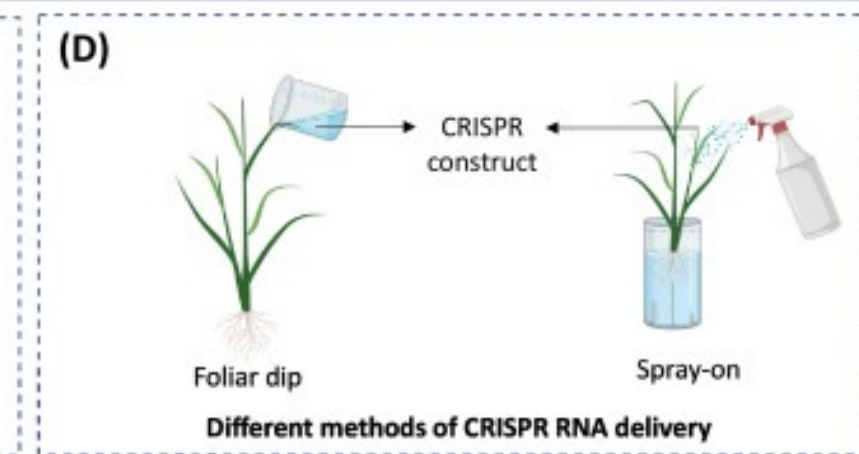 (D)
CRISPR
construct
Foliar dip
Spray-on
Different methods of CRISPR RNA delivery